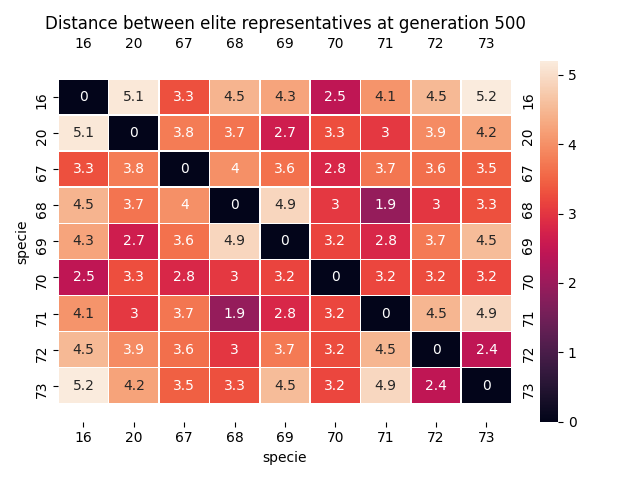 Distance between elite representatives at generation 500
16 20 67 68 69 70 71 72 73
16 0 5.1 3.3 4.5 4.3 2.5 4.1 4.5 5.2 16
20 5.1 0 3.8 3.7 2.7 3.3 3 3.9 4.2 20
67 3.3 3.8 0 4 3.6 2.8 3.7 3.6 3.5 67
68 4.5 3.7 4 0 4.9 3 1.9 3 3.3 68
69 4.3 2.7 3.6 4.9 0 3.2 2.8 3.7 4.5 69
70 2.5 3.3 2.8 3 3.2 0 3.2 3.2 3.2 70
71 4.1 3 3.7 1.9 2.8 3.2 0 4.5 4.9 71
72 4.5 3.9 3.6 3 3.7 3.2 4.5 0 2.4 72
73 5.2 4.2 3.5 3.3 4.5 3.2 4.9 2.4 0 73
16 20 67 68 69 70 71 72 73
specie
specie
5
4
3
2
1
0